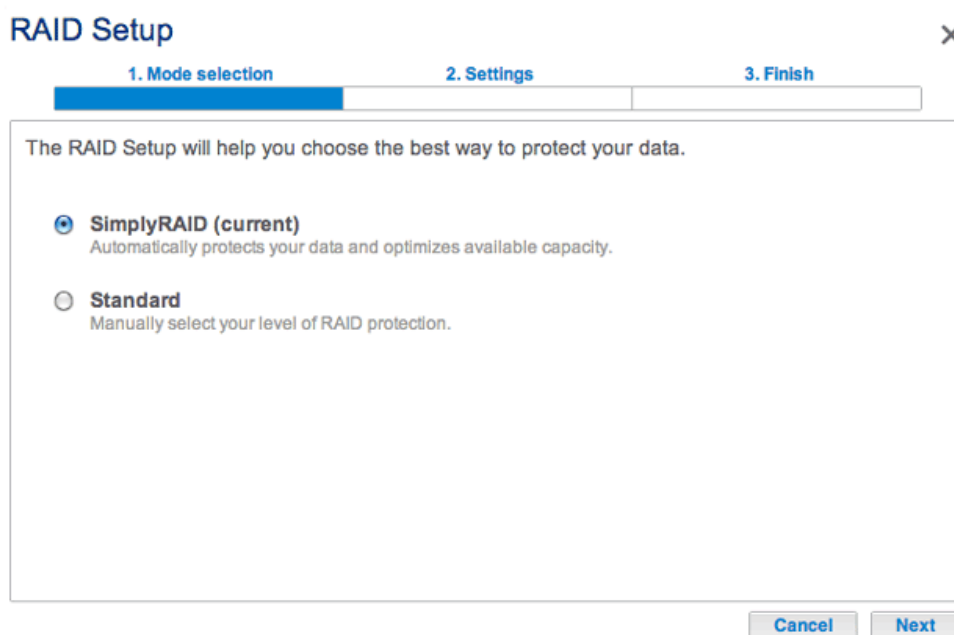 RAID Setup
1. Mode selection
2. Settings
3. Finish
The RAID Setup will help you choose the best way to protect your data.
SimplyRAID (current)
Automatically protects your data and optimizes available capacity.
Standard
Manually select your level of RAID protection.
Cancel
Next